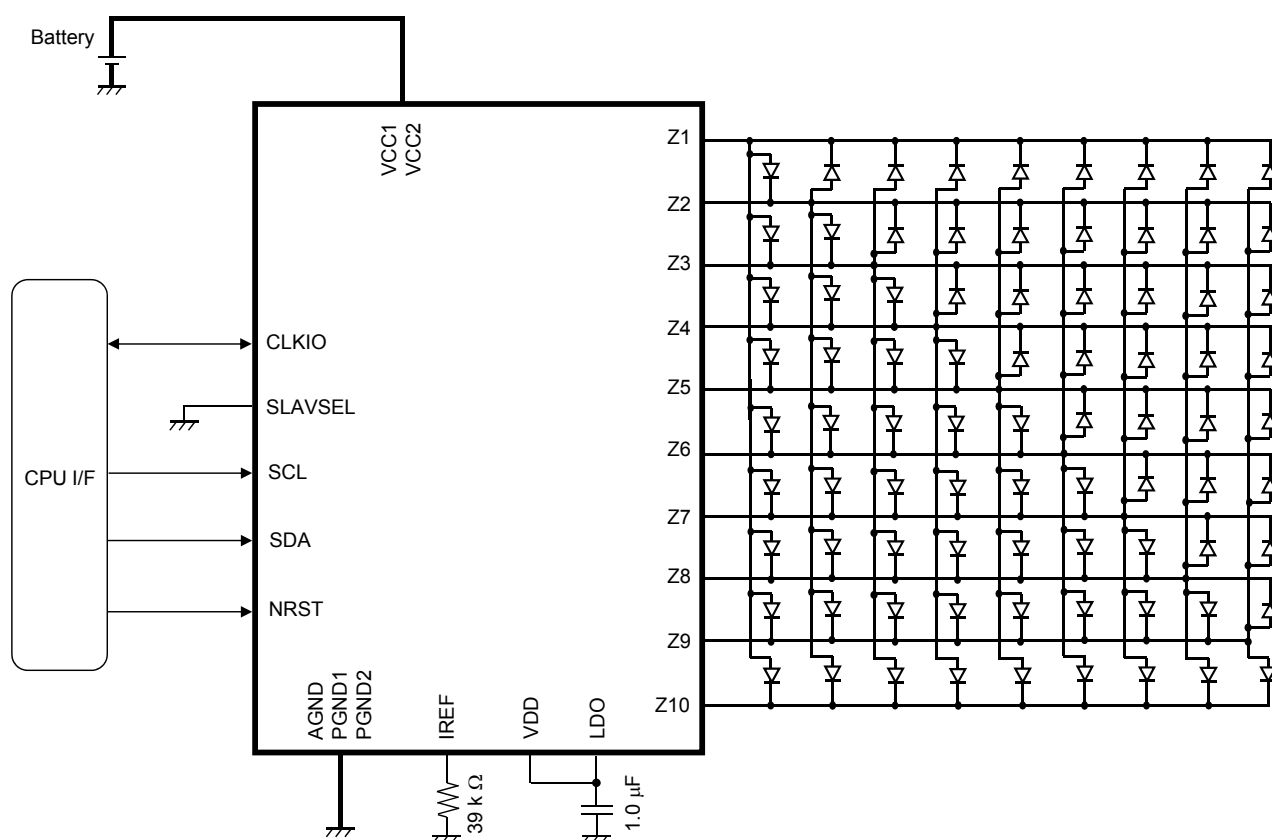 Battery
VCC1
VCC2
Z1
Z2
Z3
Z4
Z5
Z6
Z7
Z8
Z9
Z10
CPU I/F
CLKIO
SLAVSEL
SCL
SDA
NRST
AGND
PGND1
PGND2
IREF
VDD
LDO
39 k Ω
1.0 μF